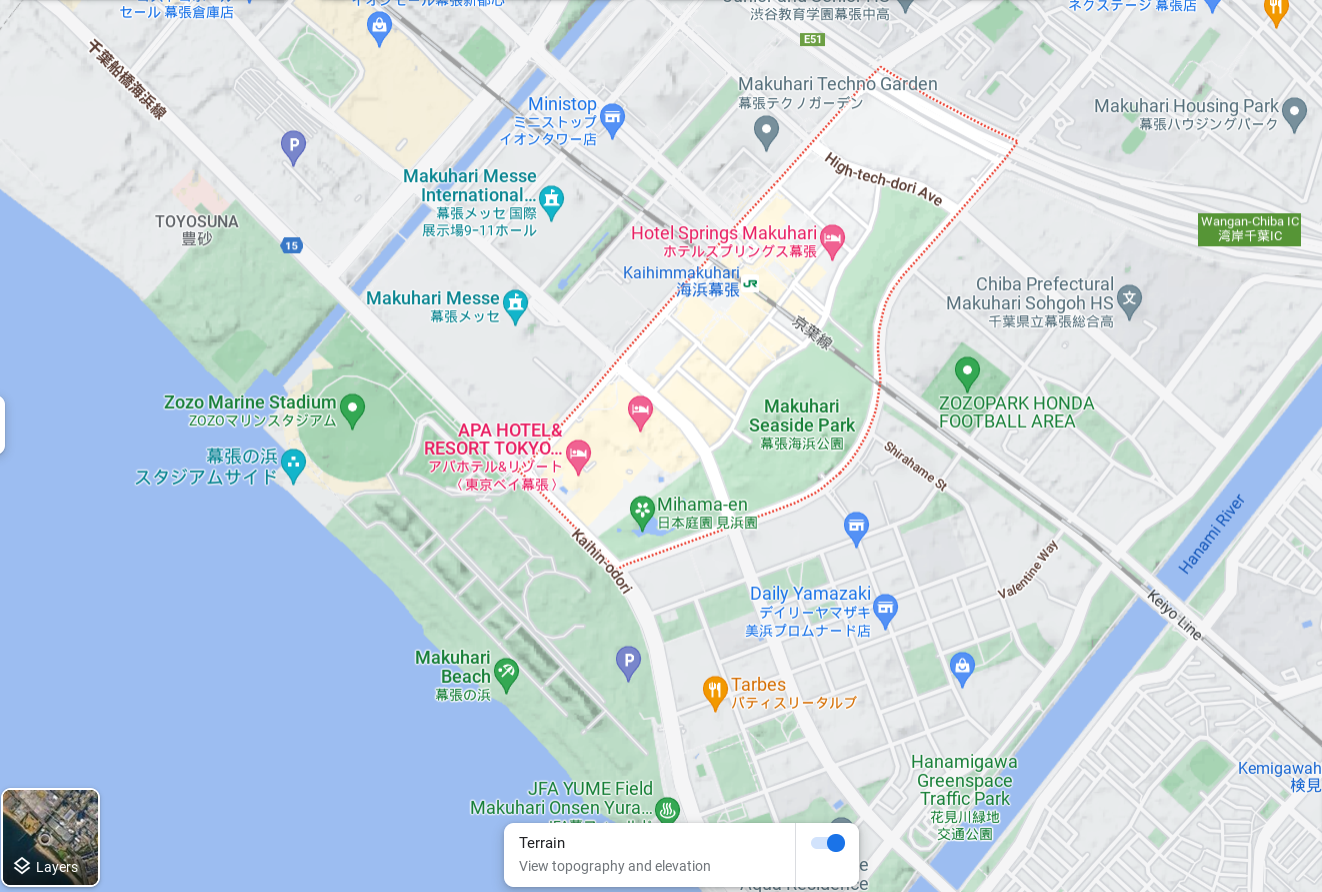 セール 幕張倉庫店
イオンモール幕張新都心
渋谷教育学園幕張中高
ネクステージ 幕張店
千葉船橋海浜線
E51
Makuhari Techno Garden
幕張テクノガーデン
Makuhari Housing Park
幕張ハウジングパーク
Ministop
ミニストップ
イオンタワー店
P
High-tech-dori Ave
Makuhari Messe
International...
幕張メッセ 国際
展示場9-11ホール
TOYOSUNA
豊砂
15
Wangan-Chiba IC
湾岸千葉IC
Hotel Springs Makuhari
ホテルスプリングス幕張
Kaihimmakuhari
海浜幕張
JR
Makuhari Messe
幕張メッセ
京葉線
Chiba Prefectural
Makuhari Sohgoh HS
千葉県立幕張総合高
文
Zozo Marine Stadium
ZOZOマリンスタジアム
幕張の浜
スタジアムサイド
APA HOTEL&
RESORT TOKYO...
アパホテル&リゾート
〈東京ベイ幕張〉
Makuhari
Seaside Park
幕張海浜公園
ZOZOPARK HONDA
FOOTBALL AREA
Shirahame St
Mihama-en
日本庭園 見浜園
Kaihin-odori
Hanami River
Valentine Way
Keiyo Line
Daily Yamazaki
デイリーヤマザキ
美浜プロムナード店
Makuhari
Beach
幕張の浜
P
Tarbes
パティスリータルブ
Hanamigawa
Greenspace
Traffic Park
花見川緑地
交通公園
Kemigawah
検見
JFA YUME Field
Makuhari Onsen Yura...
Terrain
View topography and elevation
Layers
Aqua Residence